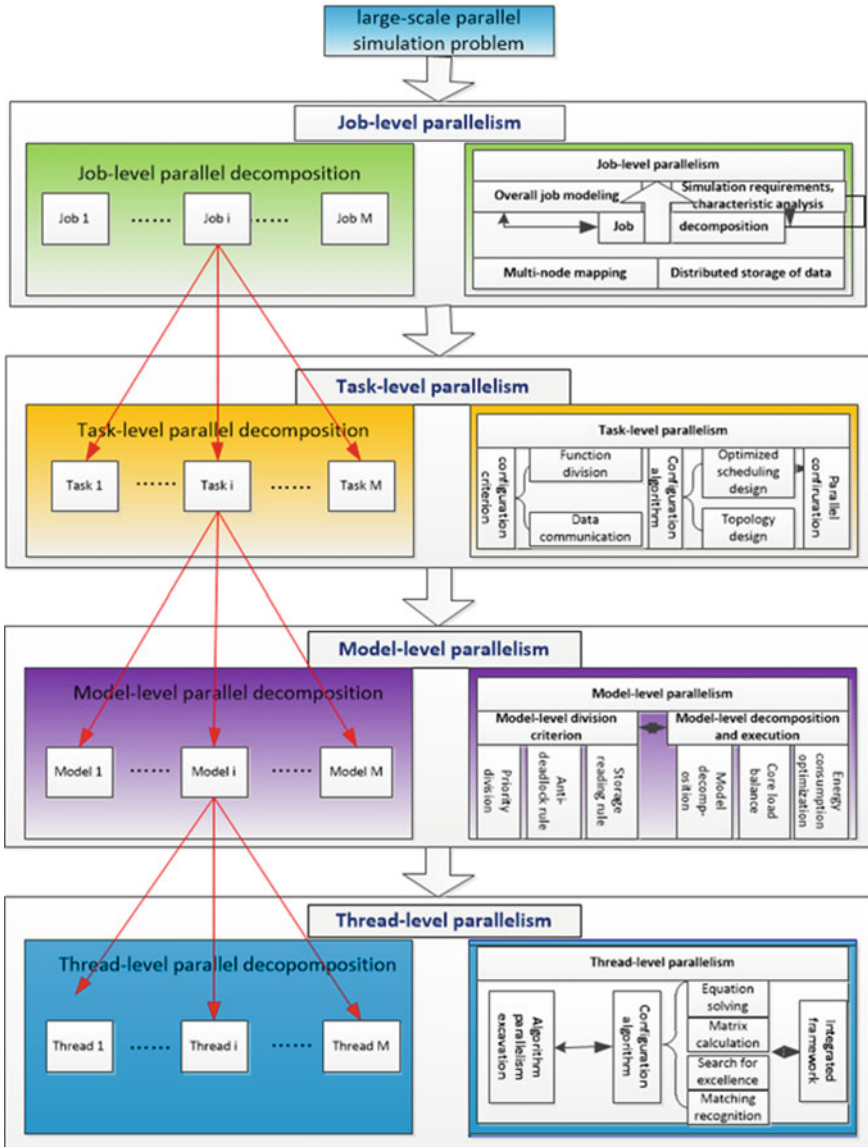 large-scale parallel
simulation problem
Job-level parallelism
Job-level parallel decomposition
Job 1
......
Job i
......
Job M
Job-level parallelism
Overall job modeling
Simulation requirements,
characteristic analysis
Job
decomposition
Multi-node mapping
Distributed storage of data
Task-level parallelism
Task-level parallel decomposition
Task 1
......
Task i
......
Task M
Task-level parallelism
configuration
criterion
Function
division
Data
communication
Configuration
algorithm
Optimized
scheduling
design
Topology
design
Parallel
confiruration
Model-level parallelism
Model-level parallel decomposition
Model 1
......
Model i
......
Model M
Model-level parallelism
Model-level division
criterion
Model-level decomposition
and execution
Priority
division
Anti-
deadlock rule
Storage
reading rule
Model
decomp-
osition
Core load
balance
Energy
consumption
optimization
Thread-level parallelism
Thread-level parallel decopomposition
Thread 1
......
Thread i
......
Thread M
Thread-level parallelism
Algorithm
parallelism
excavation
Configuration
algorithm
Equation
solving
Matrix
calculation
Search for
excellence
Matching
recognition
Integrated
framework